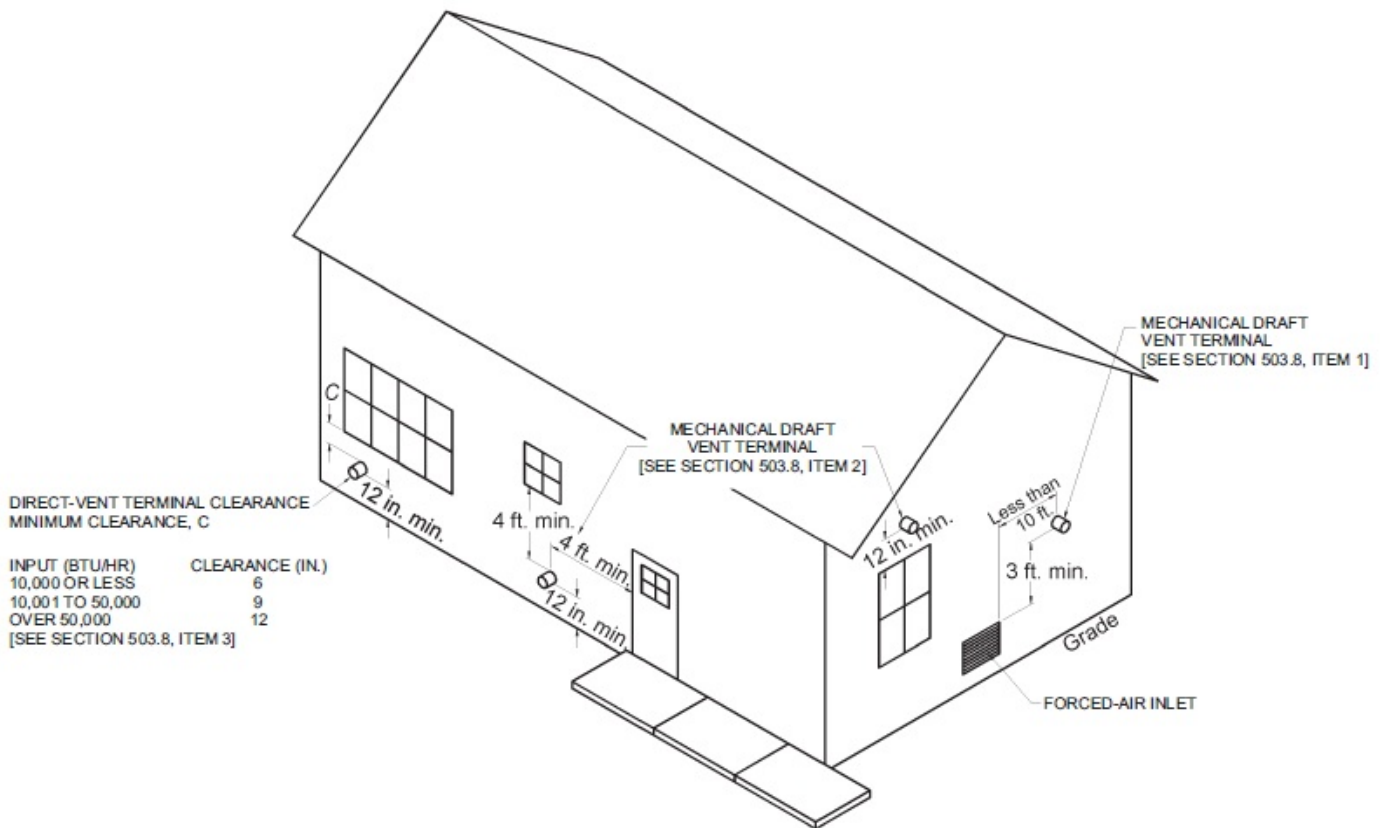 MECHANICAL DRAFT
VENT TERMINAL
[SEE SECTION 503.8, ITEM 1]
C
MECHANICAL DRAFT
VENT TERMINAL
[SEE SECTION 503.8, ITEM 2]
DIRECT-VENT TERMINAL CLEARANCE
MINIMUM CLEARANCE, C
INPUT (BTU/HR) CLEARANCE (IN.)
10,000 OR LESS 6
10,001 TO 50,000 9
OVER 50,000 12
[SEE SECTION 503.8, ITEM 3]
12 in. min.
4 ft. min.
4 ft. min.
12 in. min.
12 in. min.
Less than
10 ft.
3 ft. min.
Grade
FORCED-AIR INLET